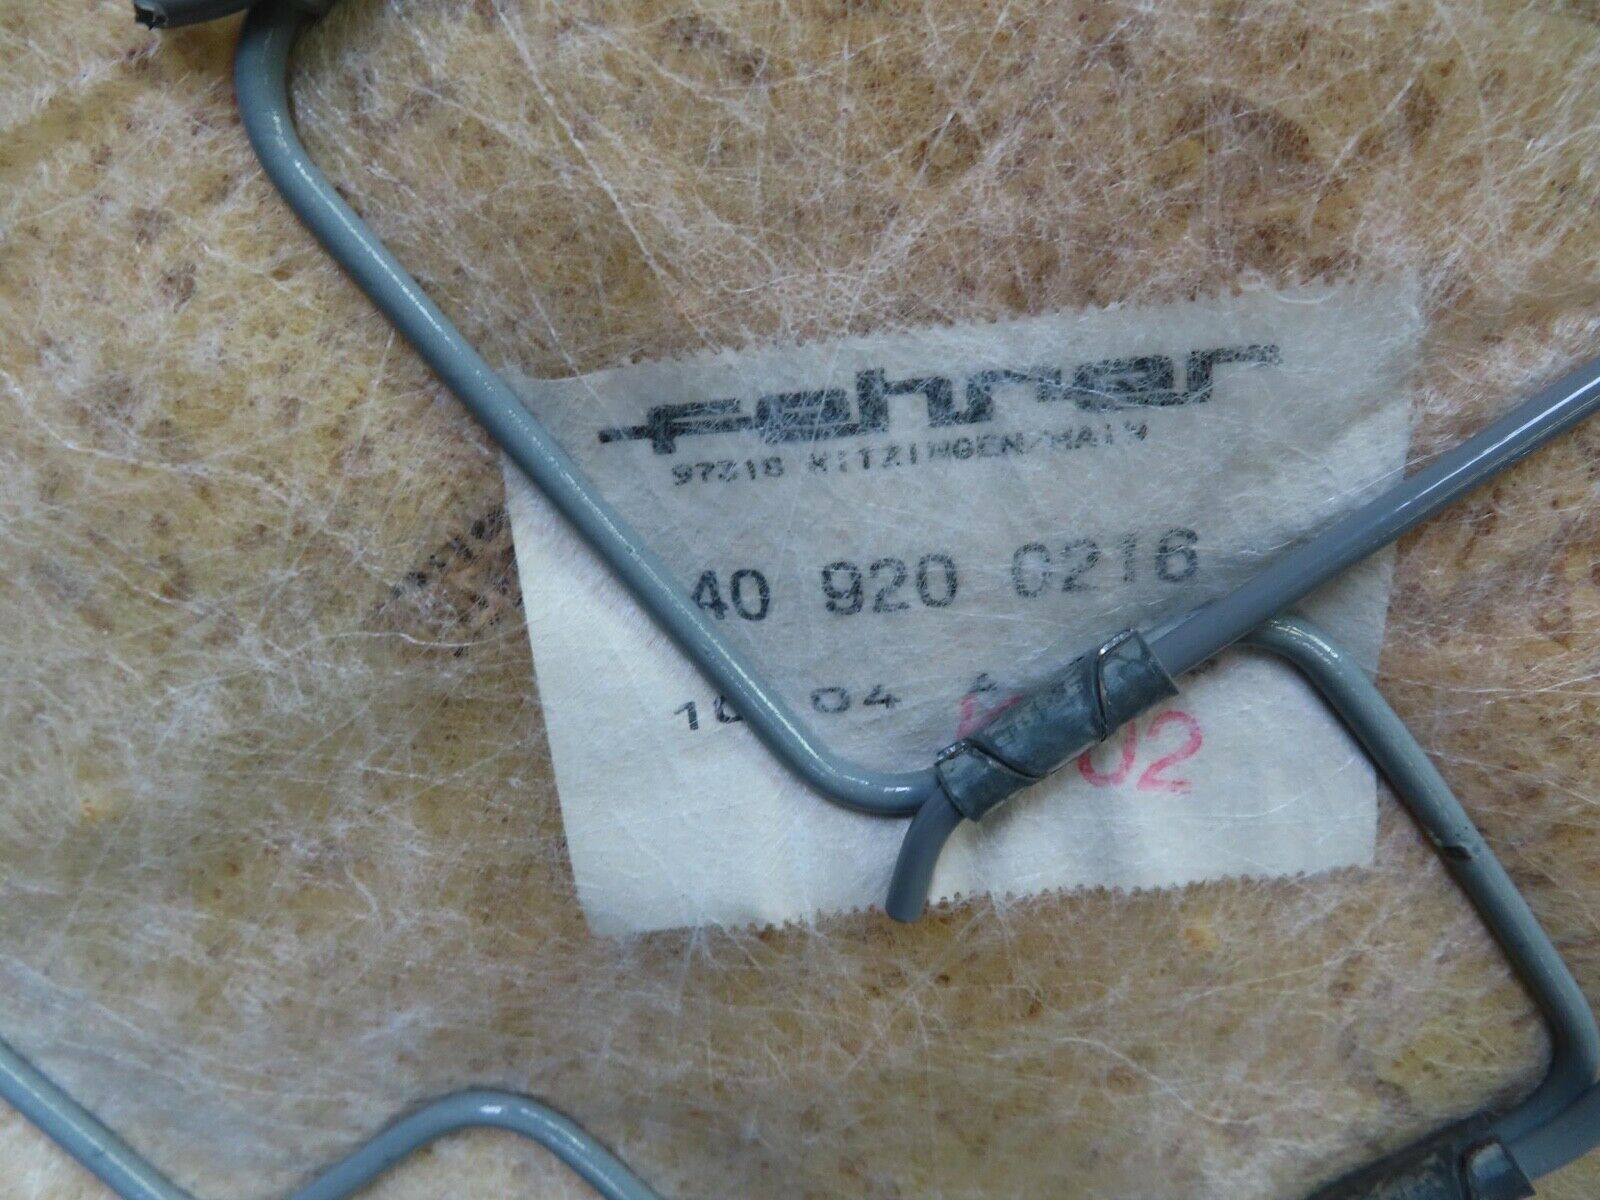 fehrer
97318 KITZINGEN/MAIN
40 920 0216
04
02